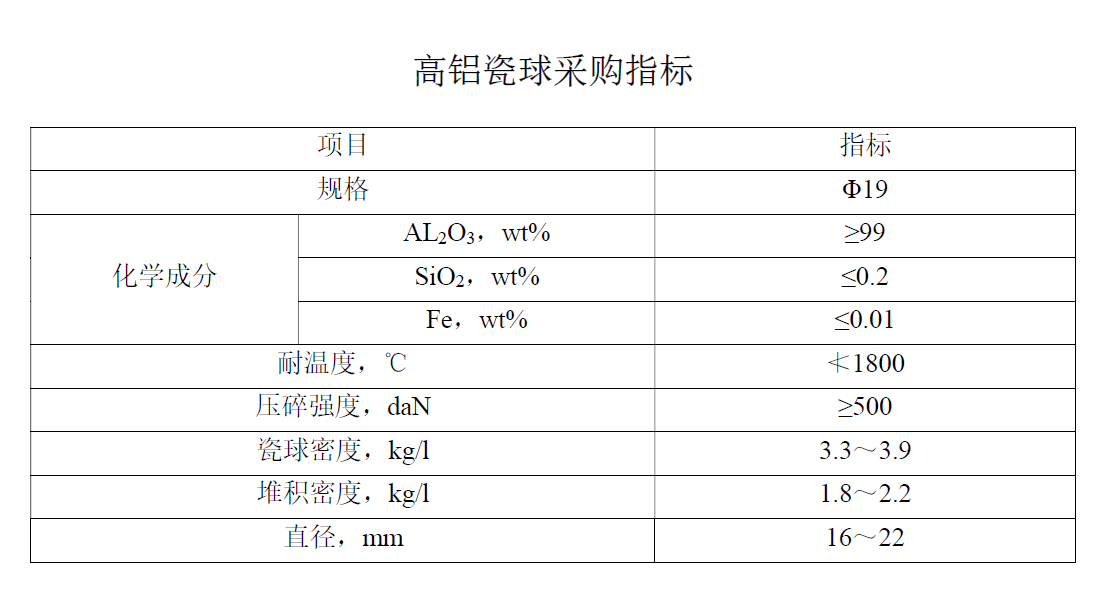 高铝瓷球采购指标
项目 指标
规格 Φ19
化学成分 AL₂O₃，wt% ≥99
SiO₂，wt% ≤0.2
Fe，wt% ≤0.01
耐温度，℃ ≮1800
压碎强度，daN ≥500
瓷球密度，kg/l 3.3～3.9
堆积密度，kg/l 1.8～2.2
直径，mm 16～22